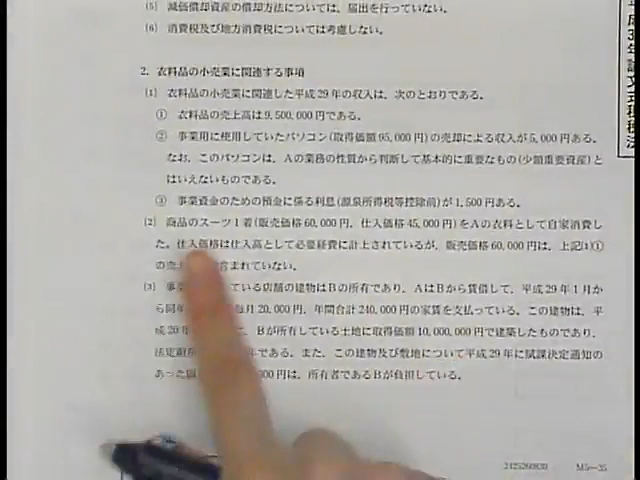 (5) 減価償却資産の償却方法については、届出を行っていない。
(6) 消費税及び地方消費税については考慮しない。
2. 衣料品の小売業に関連する事項
(1) 衣料品の小売業に関連した平成29年の収入は、次のとおりである。
① 衣料品の売上高は9,500,000円である。
② 事業用に使用していたパソコン(取得価額95,000円)の売却による収入が5,000円ある。
なお、このパソコンは、Aの業務の性質から判断して基本的に重要なもの(少額重要資産)と
はいえないものである。
③ 事業資金のための預金に係る利息(源泉所得税等控除前)が1,500円ある。
(2) 商品のスーツ1着(販売価格60,000円、仕入価格45,000円)をAの衣料として自家消費し
た。仕入価格は仕入高として必要経費に計上されているが、販売価格60,000円は、上記(1)①
の売 含まれていない。
(3) 事 ている店舗の建物はBの所有であり、AはBから賃借して、平成29年1月か
ら同年 毎月20,000円、年間合計240,000円の家賃を支払っている。この建物は、平
成20年 、Bが所有している土地に取得価額10,000,000円で建築したものであり、
法定耐 年である。また、この建物及び敷地について平成29年に賦課決定通知の
あった 000円は、所有者であるBが負担している。
M5-35
成3年論文式租税法